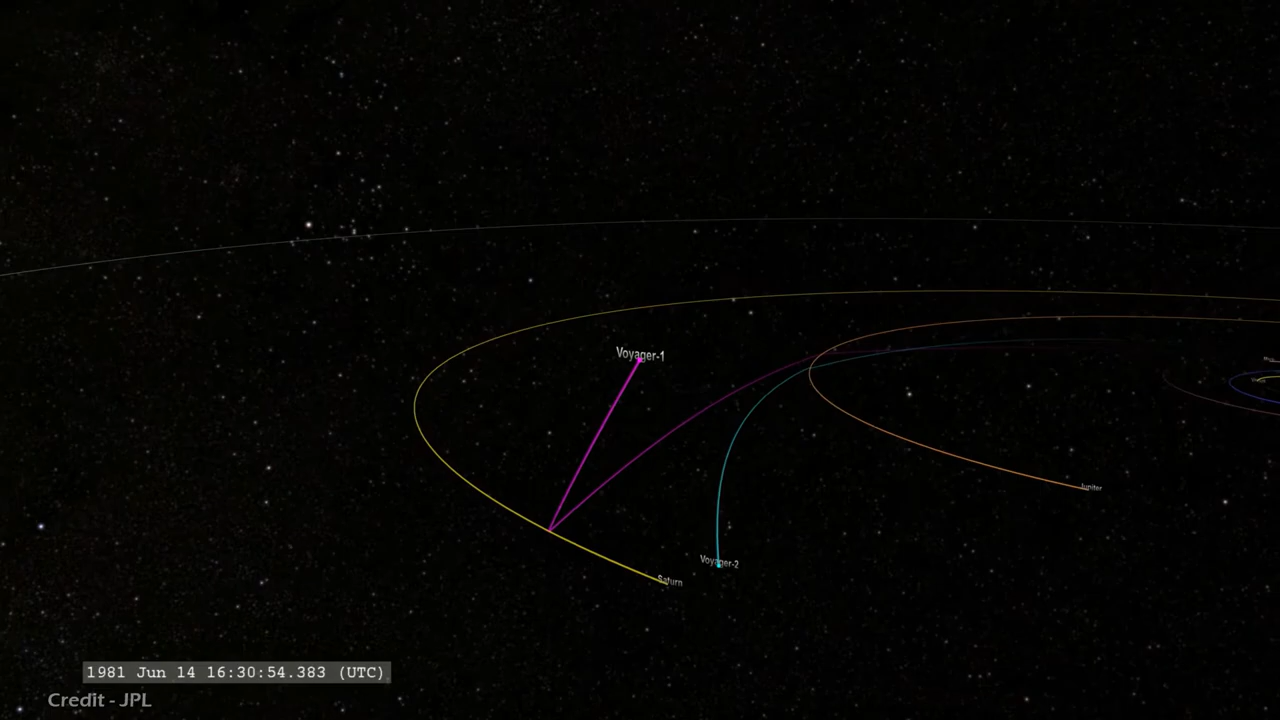 Voyager-1
Jupiter
Voyager-2
Saturn
1981 Jun 14 16:30:54.383 (UTC)
Credit - JPL